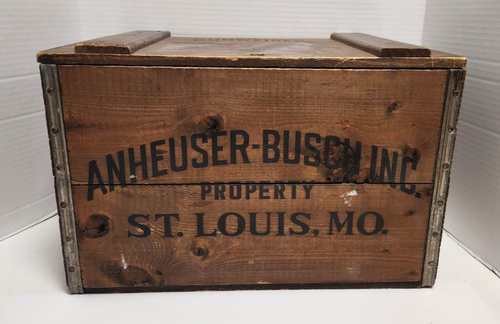 ANHEUSER-BUSCH, INC.
PROPERTY
ST. LOUIS, MO.